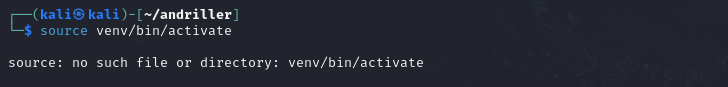 ┌──(kali㉿kali)-[~/andriller]
└─$ source venv/bin/activate
source: no such file or directory: venv/bin/activate